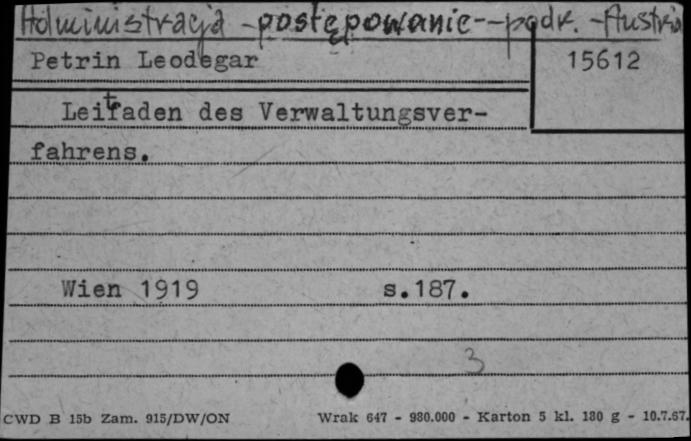 Administracja - postępowanie - - podr. - Austria
Petrin Leodegar 15612
Leitfaden des Verwaltungsver-
fahrens.
Wien 1919 s.187.
3
CWD B 15b Zam. 915/DW/ON Wrak 647 - 980.000 - Karton 5 kl. 180 g - 10.7.67.